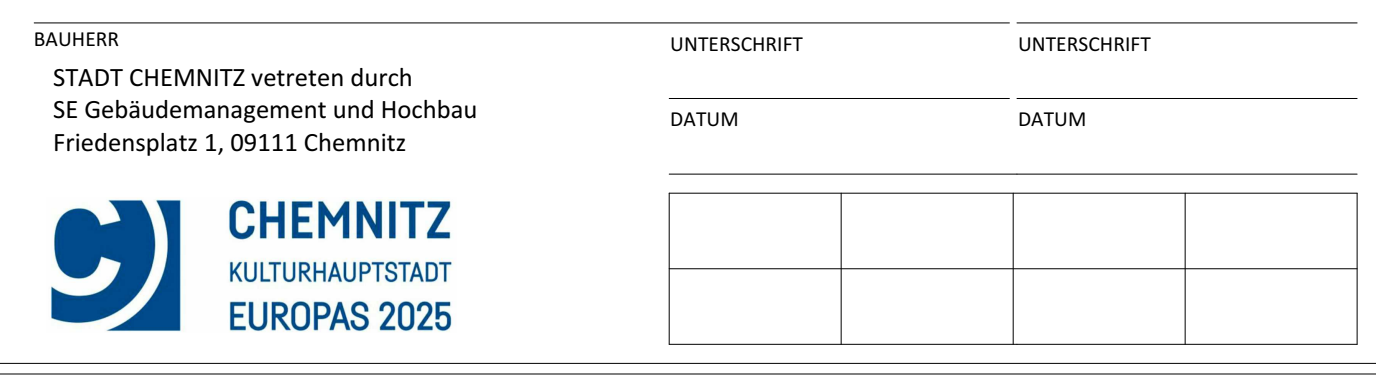 BAUHERR
STADT CHEMNITZ vetreten durch
SE Gebäudemanagement und Hochbau
Friedensplatz 1, 09111 Chemnitz
CHEMNITZ
KULTURHAUPTSTADT
EUROPAS 2025
UNTERSCHRIFT
UNTERSCHRIFT
DATUM
DATUM